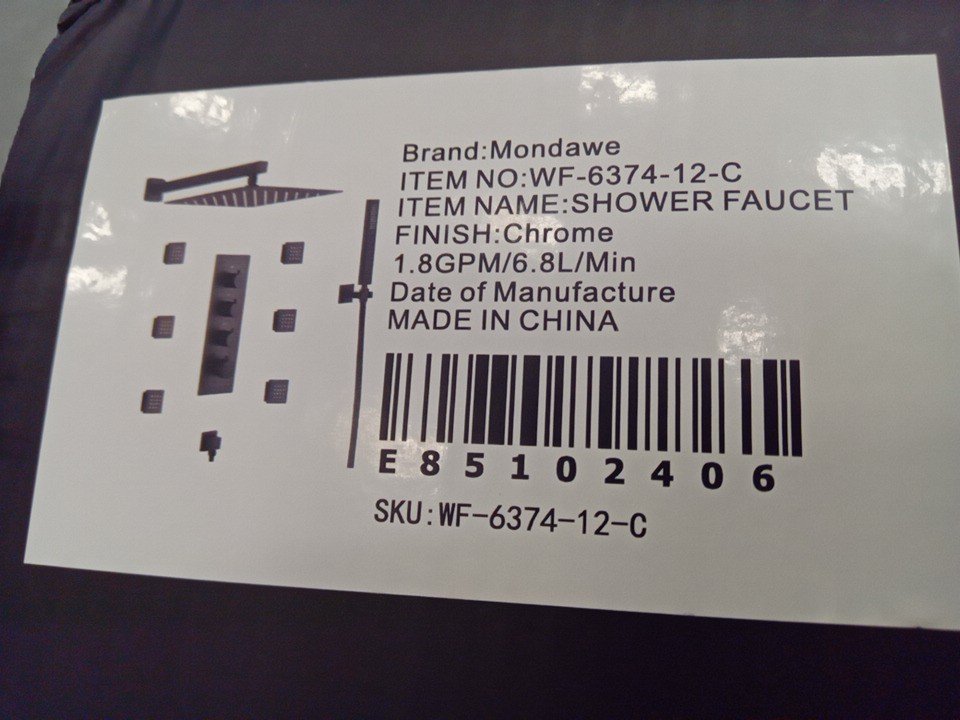 Brand:Mondawe
ITEM NO:WF-6374-12-C
ITEM NAME:SHOWER FAUCET
FINISH:Chrome
1.8GPM/6.8L/Min
Date of Manufacture
MADE IN CHINA
E85102406
SKU:WF-6374-12-C